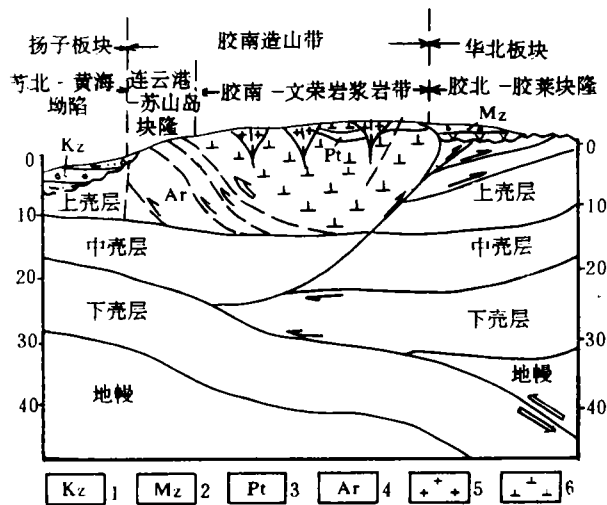 扬子板块
胶南造山带
华北板块
苏北-黄海
坳陷
连云港
苏山岛
块隆
胶南-文荣岩浆岩带
胶北-胶莱块隆
Mz
Kz
Pt
Ar
0
10
20
30
40
0
10
20
30
40
上壳层
中壳层
下壳层
地幔
上壳层
中壳层
下壳层
地幔
Kz 1 Mz 2 Pt 3 Ar 4 5 6